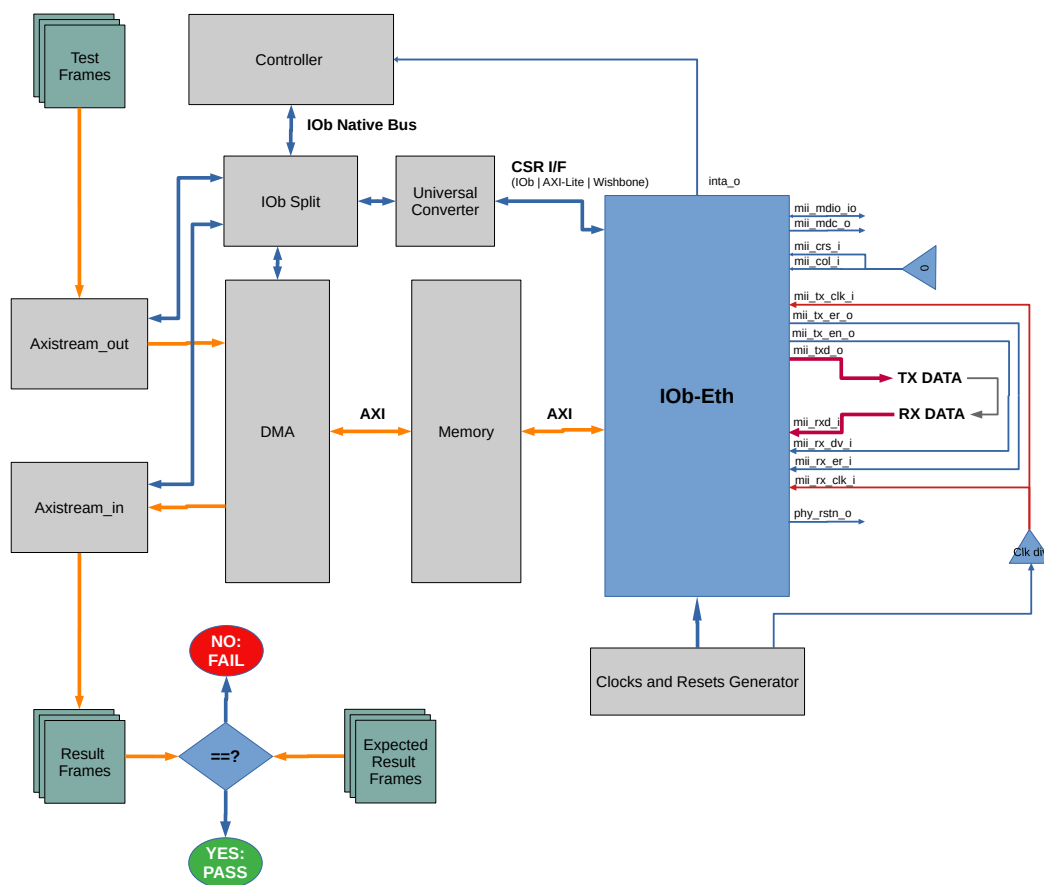 Test
Frames
Controller
IOb Native Bus
IOb Split
Universal
Converter
CSR I/F
(IOb | AXI-Lite | Wishbone)
inta_o
mii_mdio_io
mii_mdc_o
mii_crs_i
mii_col_i
0
mii_tx_clk_i
mii_tx_er_o
mii_tx_en_o
mii_txd_o
TX DATA
Axistream_out
IOb-Eth
DMA
AXI
Memory
AXI
RX DATA
mii_rxd_i
mii_rx_dv_i
mii_rx_er_i
mii_rx_clk_i
Axistream_in
phy_rstn_o
Clk div
NO:
FAIL
Clocks and Resets Generator
Result
Frames
==?
Expected
Result
Frames
YES:
PASS